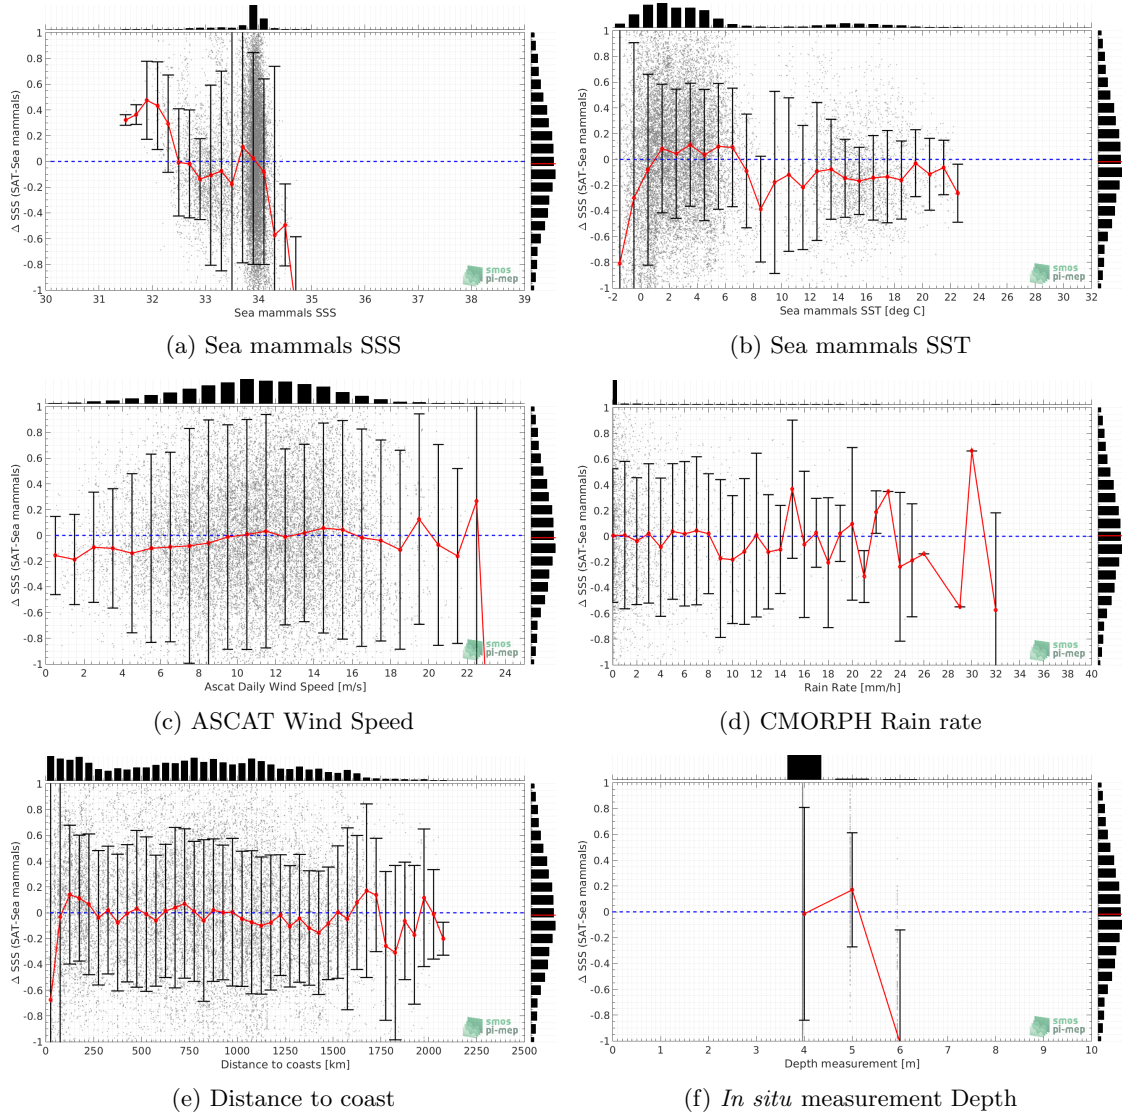 Δ SSS (SAT-Sea mammals)
1
0.8
0.6
0.4
0.2
0
-0.2
-0.4
-0.6
-0.8
-1
30 31 32 33 34 35 36 37 38 39
Sea mammals SSS
smos
pi-mep
(a) Sea mammals SSS
Δ SSS (SAT-Sea mammals)
1
0.8
0.6
0.4
0.2
0
-0.2
-0.4
-0.6
-0.8
-1
-2 0 2 4 6 8 10 12 14 16 18 20 22 24 26 28 30 32
Sea mammals SST [deg C]
smos
pi-mep
(b) Sea mammals SST
Δ SSS (SAT-Sea mammals)
1
0.8
0.6
0.4
0.2
0
-0.2
-0.4
-0.6
-0.8
-1
0 2 4 6 8 10 12 14 16 18 20 22 24
Ascat Daily Wind Speed [m/s]
smos
pi-mep
(c) ASCAT Wind Speed
Δ SSS (SAT-Sea mammals)
1
0.8
0.6
0.4
0.2
0
-0.2
-0.4
-0.6
-0.8
-1
0 2 4 6 8 10 12 14 16 18 20 22 24 26 28 30 32 34 36 38 40
Rain Rate [mm/h]
smos
pi-mep
(d) CMORPH Rain rate
Δ SSS (SAT-Sea mammals)
1
0.8
0.6
0.4
0.2
0
-0.2
-0.4
-0.6
-0.8
-1
0 250 500 750 1000 1250 1500 1750 2000 2250 2500
Distance to coasts [km]
smos
pi-mep
(e) Distance to coast
Δ SSS (SAT-Sea mammals)
1
0.8
0.6
0.4
0.2
0
-0.2
-0.4
-0.6
-0.8
-1
0 1 2 3 4 5 6 7 8 9 10
Depth measurement [m]
smos
pi-mep
(f) In situ measurement Depth